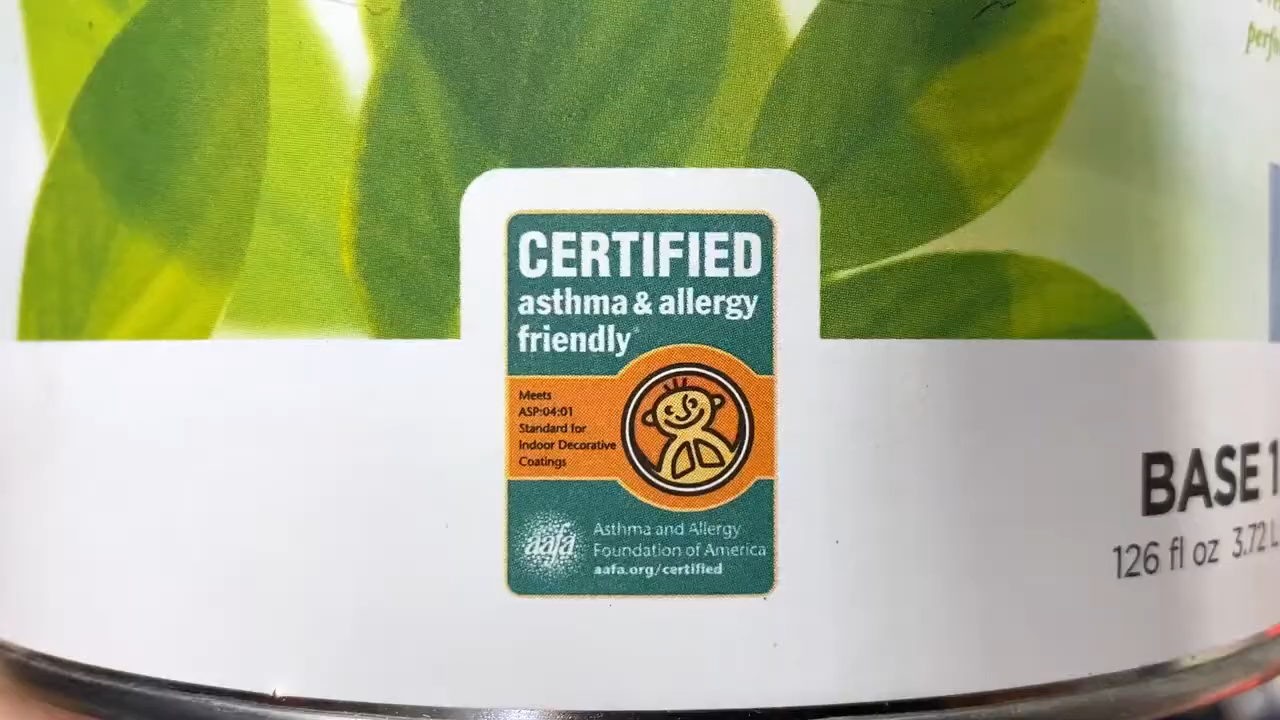 CERTIFIED
asthma & allergy
friendly®
Meets
ASP:04:01
Standard for
Indoor Decorative
Coatings
aafa
Asthma and Allergy
Foundation of America
aafa.org/certified
BASE 1
126 fl oz 3.72 L